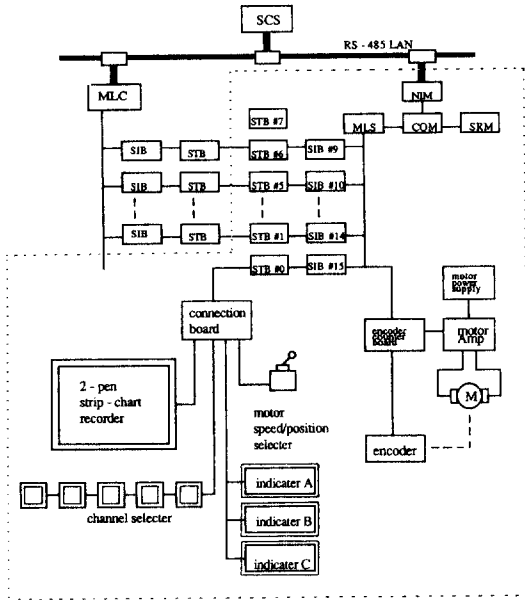 SCS
RS - 485 LAN
MLC
NIM
STB #7
MLS
COM
SRM
SIB
STB
STB #6
SIB #9
SIB
STB
STB #5
SIB #10
SIB
STB
STB #1
SIB #14
STB #0
SIB #15
motor
power
supply
connection
board
encoder
counter
board
motor
Amp
2 - pen
strip - chart
recorder
M
motor
speed/position
selecter
encoder
indicater A
channel selecter
indicater B
indicater C